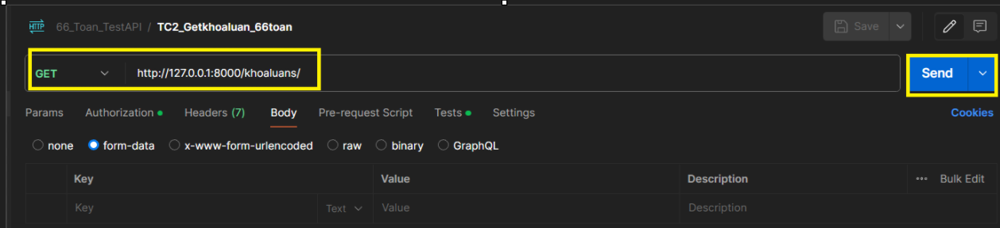 HTTP 66_Toan_TestAPI / TC2_Getkhoaluan_66toan Save
GET http://127.0.0.1:8000/khoaluans/ Send
Params Authorization Headers (7) Body Pre-request Script Tests Settings Cookies
none form-data x-www-form-urlencoded raw binary GraphQL
Key Value Description ••• Bulk Edit
Key Text Value Description